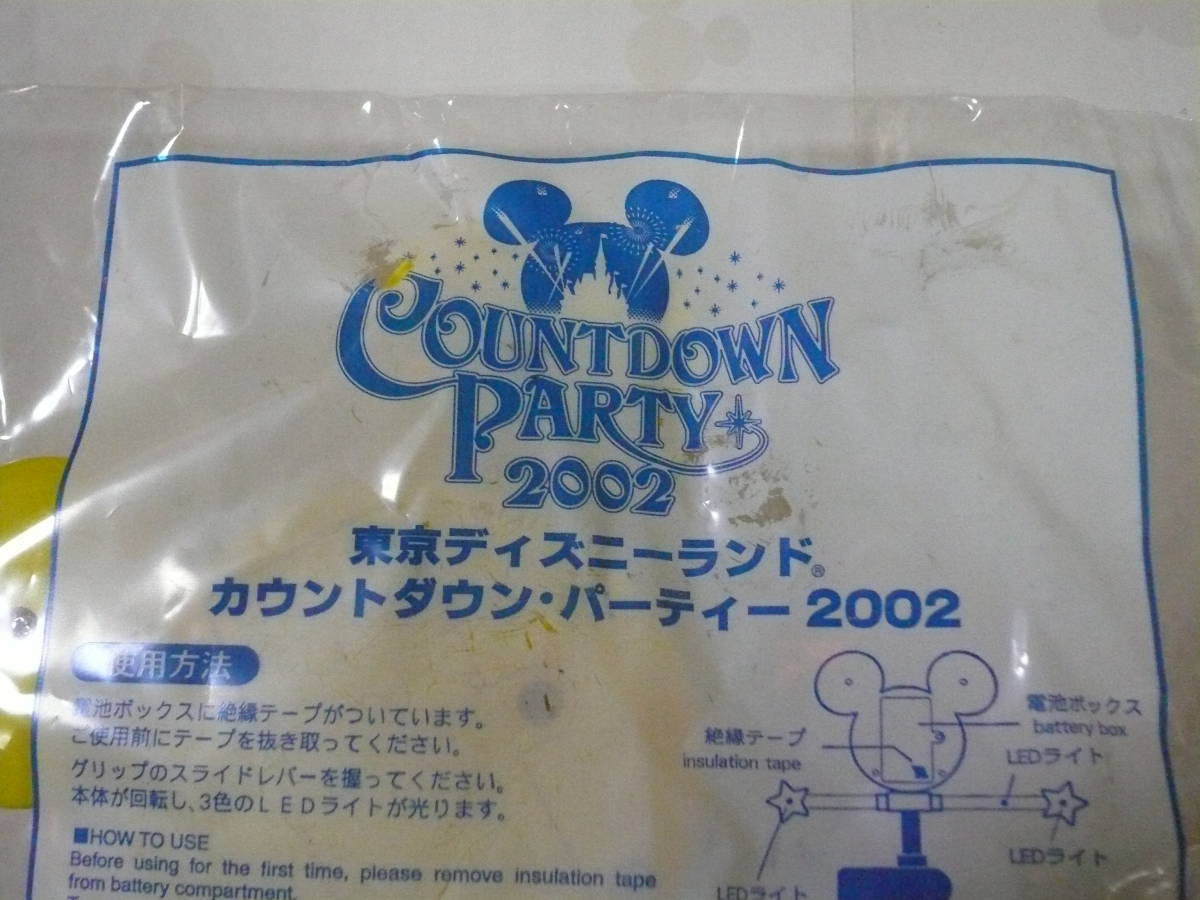 COUNTDOWN
PARTY
2002
東京ディズニーランド®
カウントダウン・パーティー2002
使用方法
電池ボックスに絶縁テープがついています。
ご使用前にテープを抜き取ってください。
グリップのスライドレバーを握ってください。
本体が回転し、3色のLEDライトが光ります。
■HOW TO USE
Before using for the first time, please remove insulation tape
from battery compartment.
電池ボックス
battery box
絶縁テープ
insulation tape
LEDライト
LEDライト
LEDライト